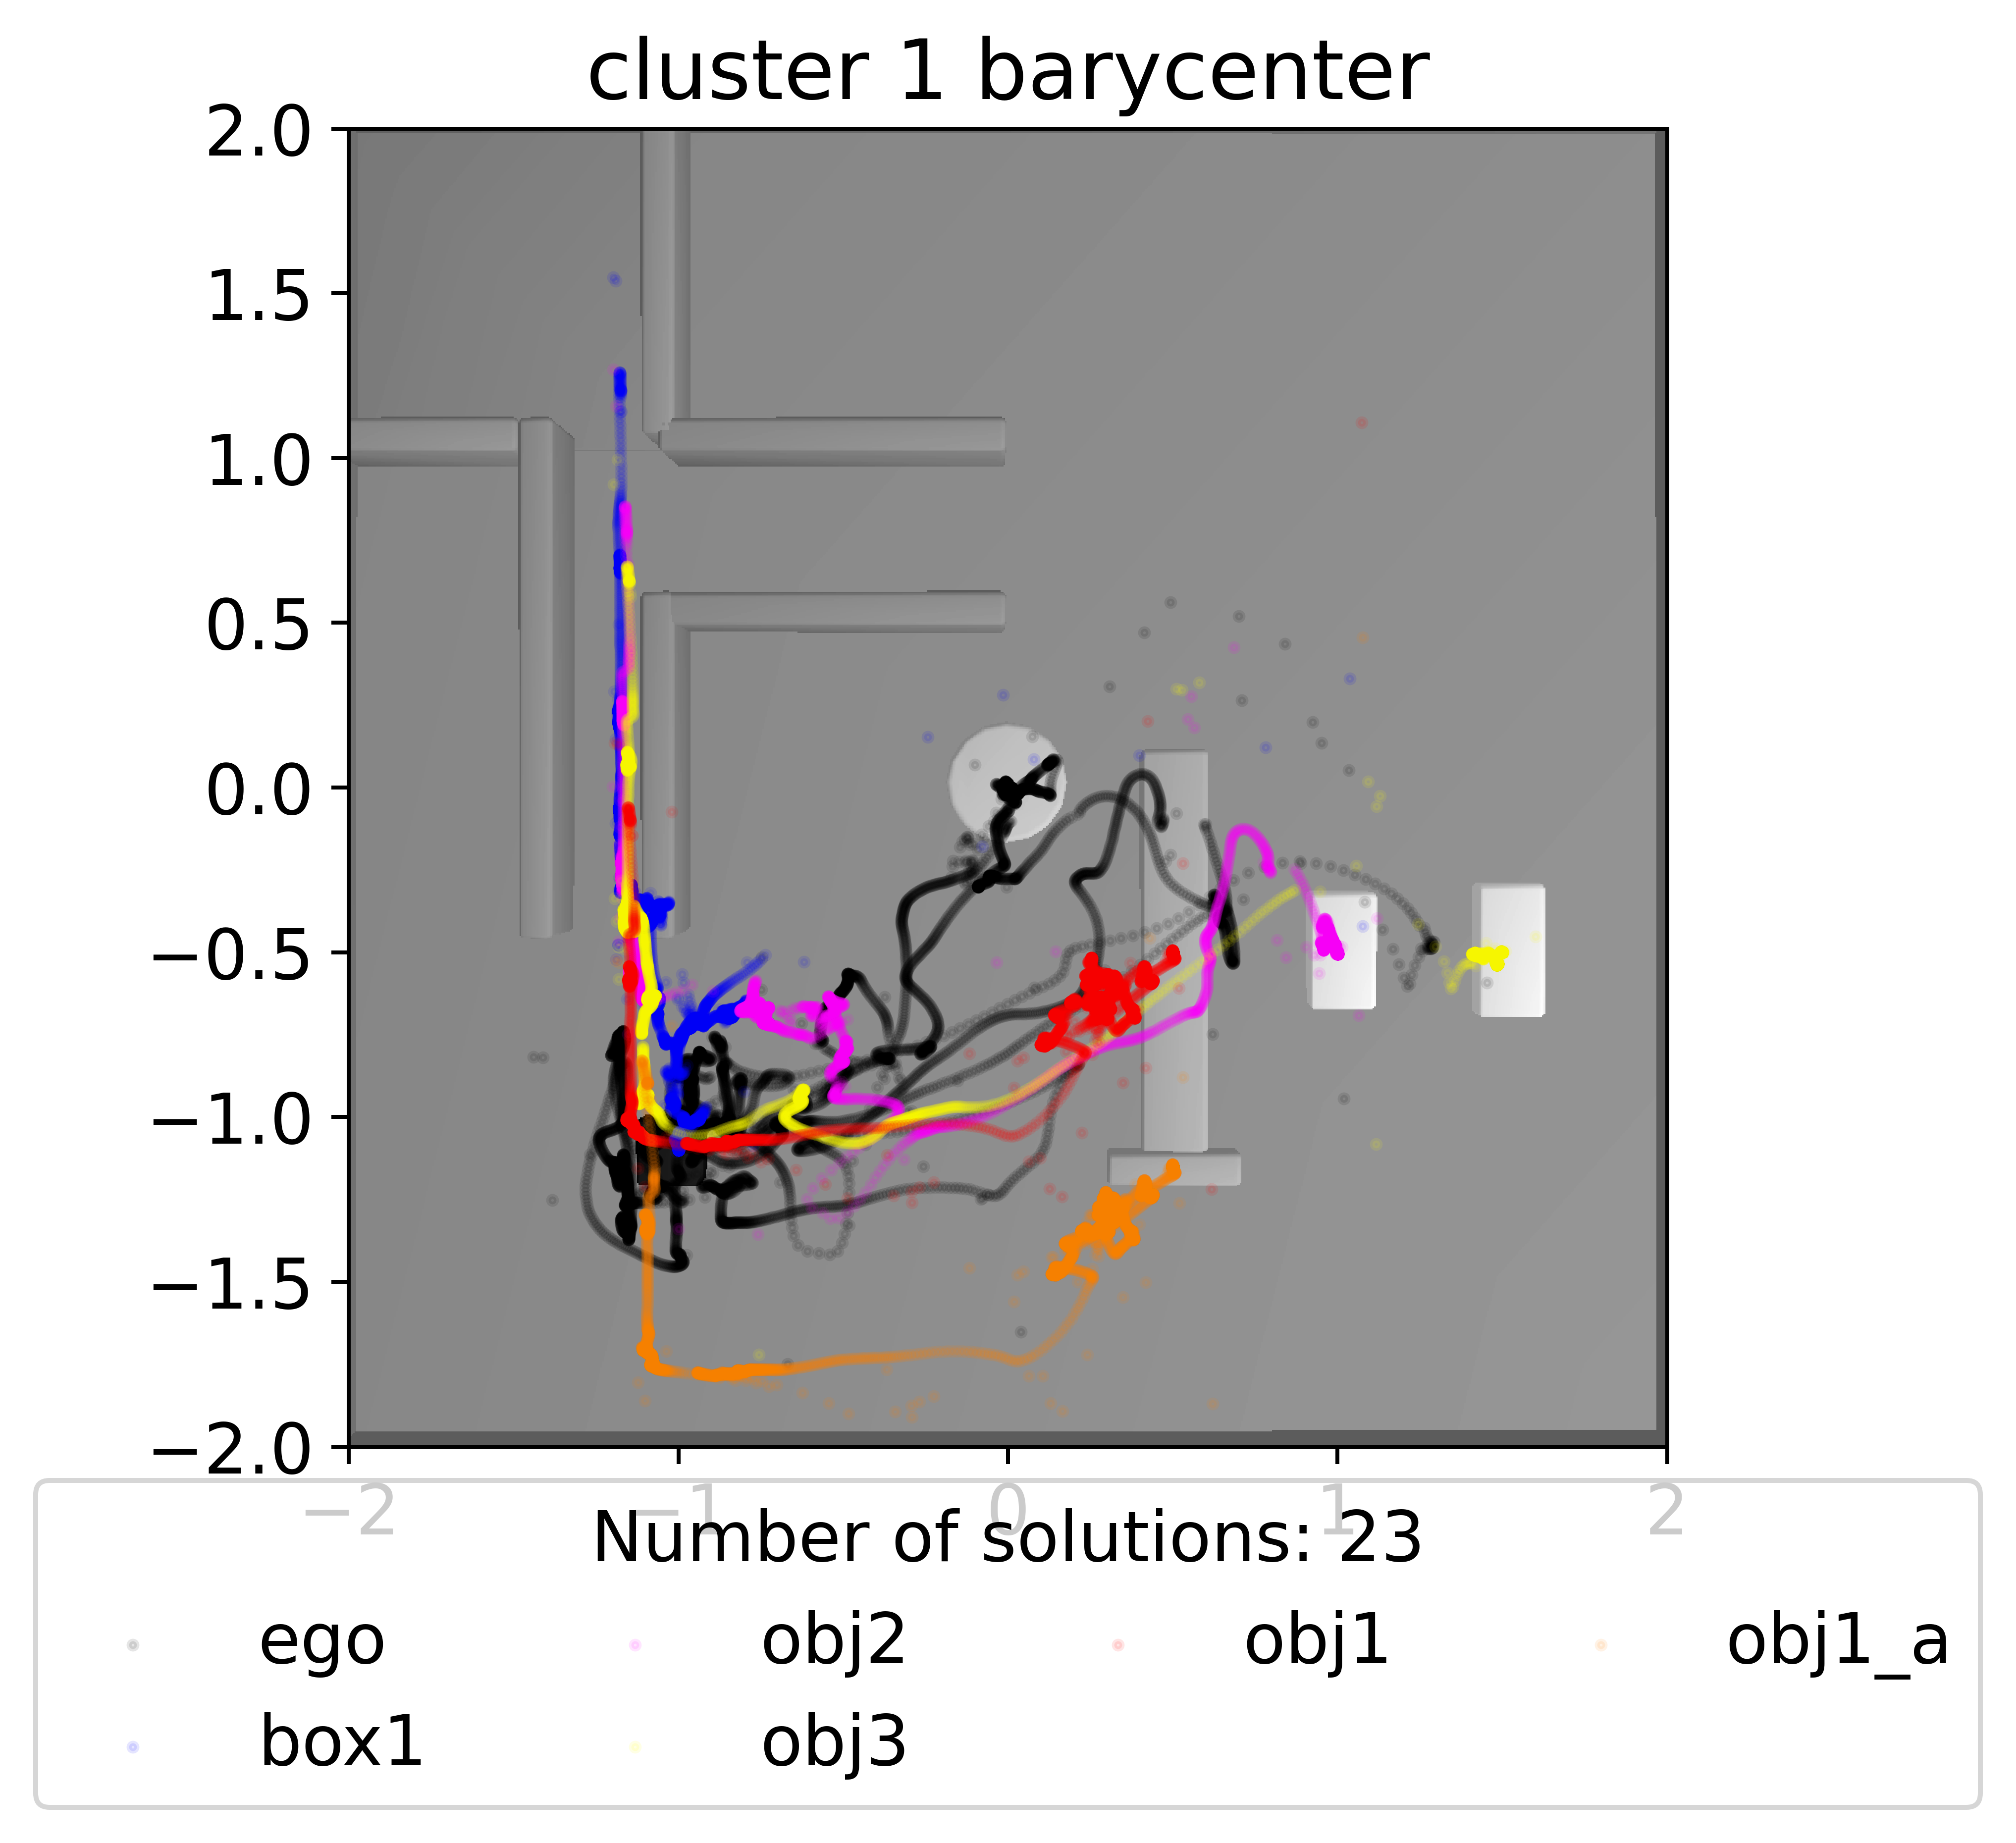 cluster 1 barycenter
2.0
1.5
1.0
0.5
0.0
−0.5
−1.0
−1.5
−2.0
−2 −1 0 1 2
Number of solutions: 23
ego obj2 obj1 obj1_a
box1 obj3